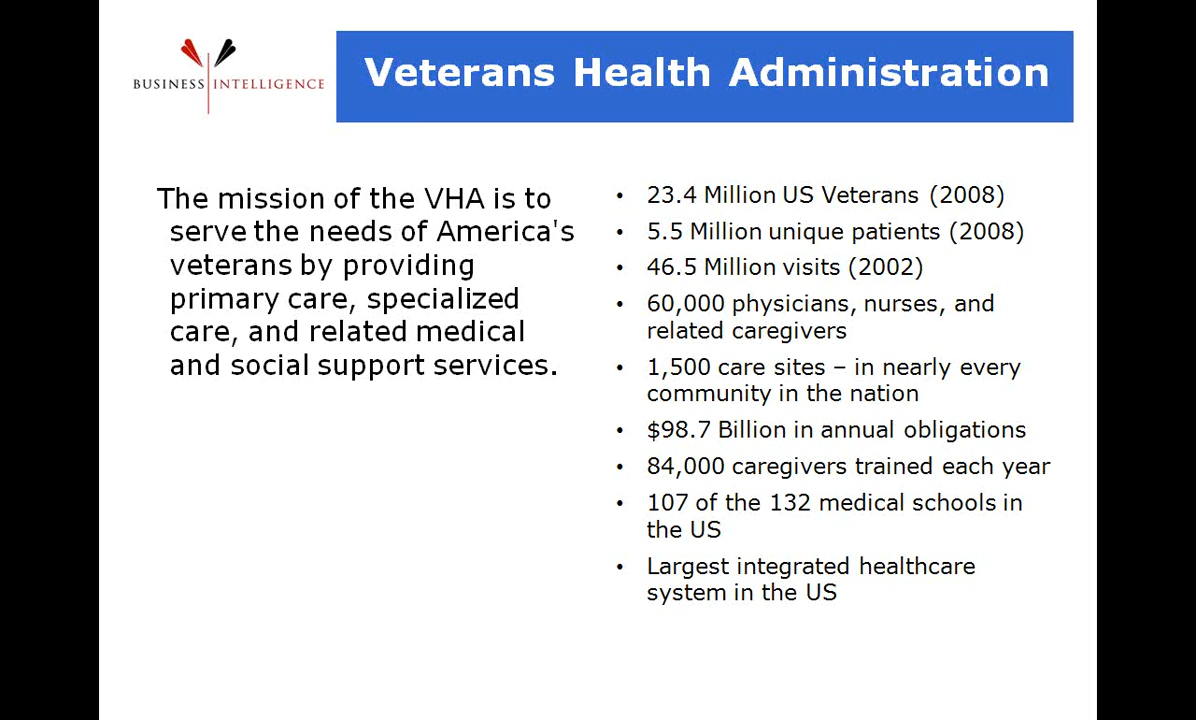 BUSINESS INTELLIGENCE
Veterans Health Administration
The mission of the VHA is to
serve the needs of America's
veterans by providing
primary care, specialized
care, and related medical
and social support services.
• 23.4 Million US Veterans (2008)
• 5.5 Million unique patients (2008)
• 46.5 Million visits (2002)
• 60,000 physicians, nurses, and
related caregivers
• 1,500 care sites – in nearly every
community in the nation
• $98.7 Billion in annual obligations
• 84,000 caregivers trained each year
• 107 of the 132 medical schools in
the US
• Largest integrated healthcare
system in the US